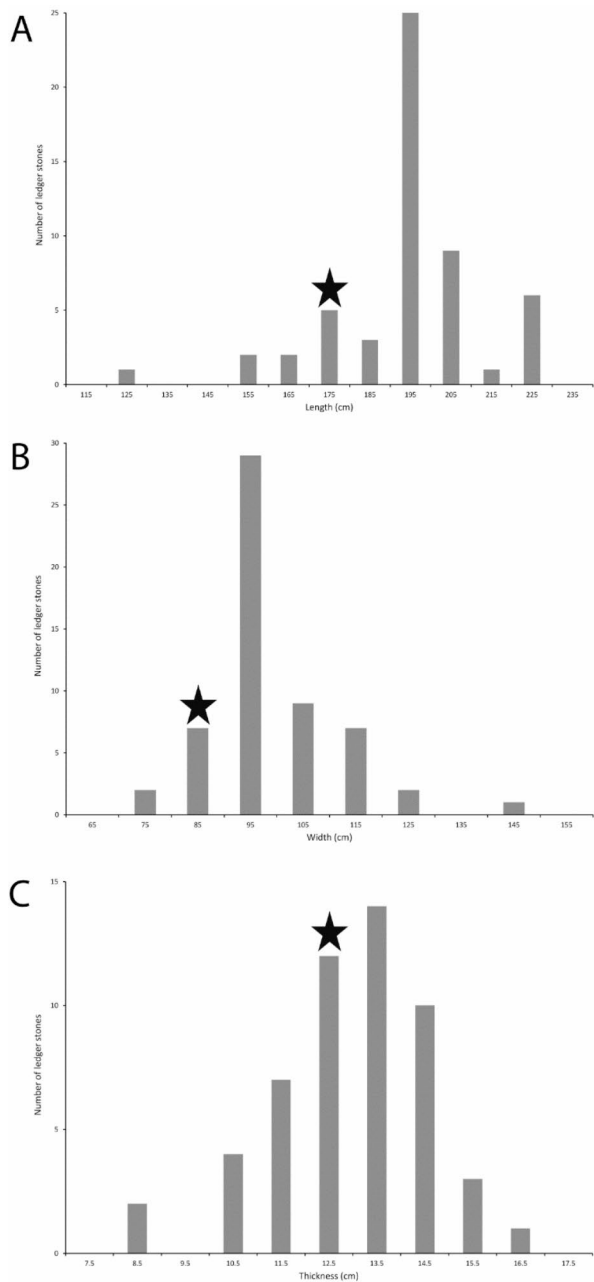 A
Number of ledger stones
25
20
15
10
5
0
115 125 135 145 155 165 175 185 195 205 215 225 235
Length (cm)
B
Number of ledger stones
30
25
20
15
10
5
0
65 75 85 95 105 115 125 135 145 155
Width (cm)
C
Number of ledger stones
15
10
5
0
7.5 8.5 9.5 10.5 11.5 12.5 13.5 14.5 15.5 16.5 17.5
Thickness (cm)